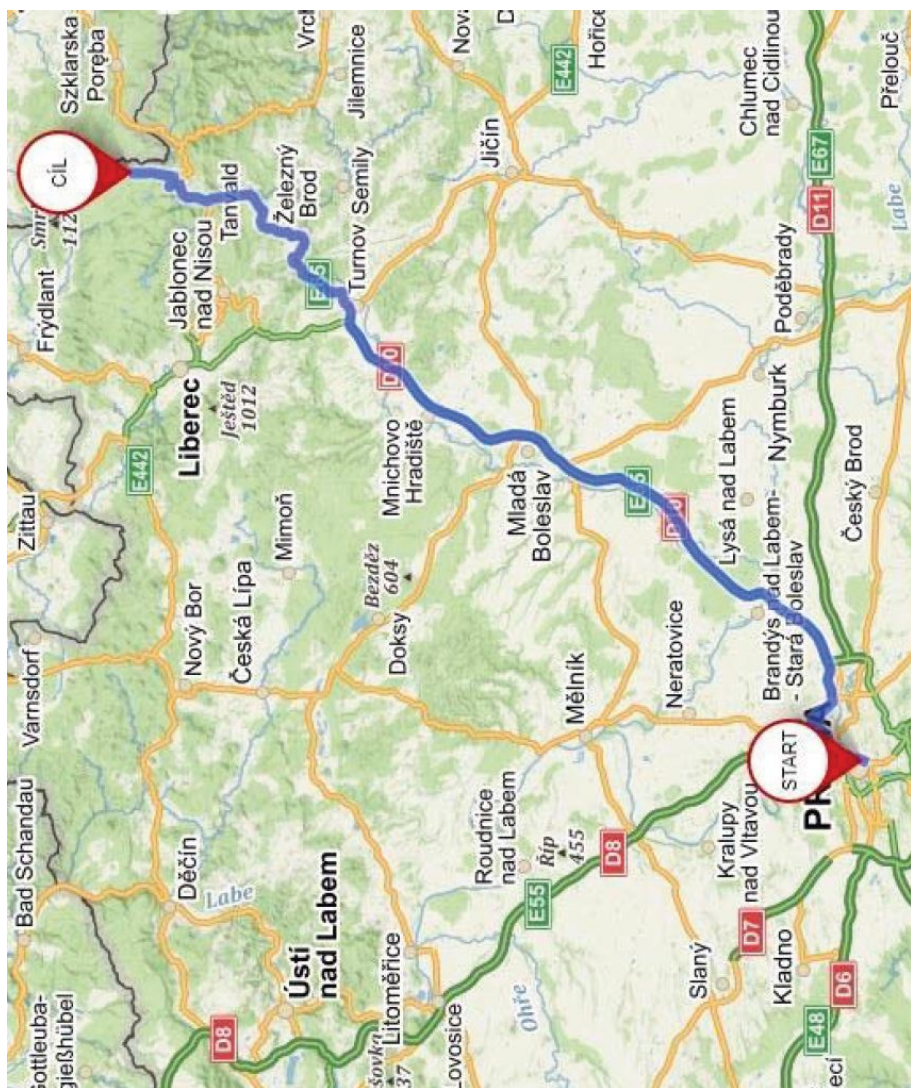 Bad Schandau
Varnsdorf
Zittau
Frýdlant
Szklarska
Poręba
CÍL
Gottleuba-
Děčín
Nový Bor
E442
Liberec
Jablonec
nad Nisou
Tanvald
D8
Ústí
nad Labem
Labe
Česká Lípa
Mimoň
Ještěd
1012
Železný
Brod
Jilemnice
Turnov
Semily
Litoměřice
Lovosice
Doksy
Bezděz
604
Mnichovo
Hradiště
D10
Jičín
E442
Hořice
Roudnice
nad Labem
Říp
455
E55
D8
Ohře
Mělník
Mladá
Boleslav
Slaný
Kralupy
nad Vltavou
Neratovice
Lysá nad Labem
Nymburk
Poděbrady
Chlumec
nad Cidlinou
Brandýs nad Labem-
- Stará Boleslav
START
D7
Kladno
D6
E48
Český Brod
D11
E67
Labe
Přelouč